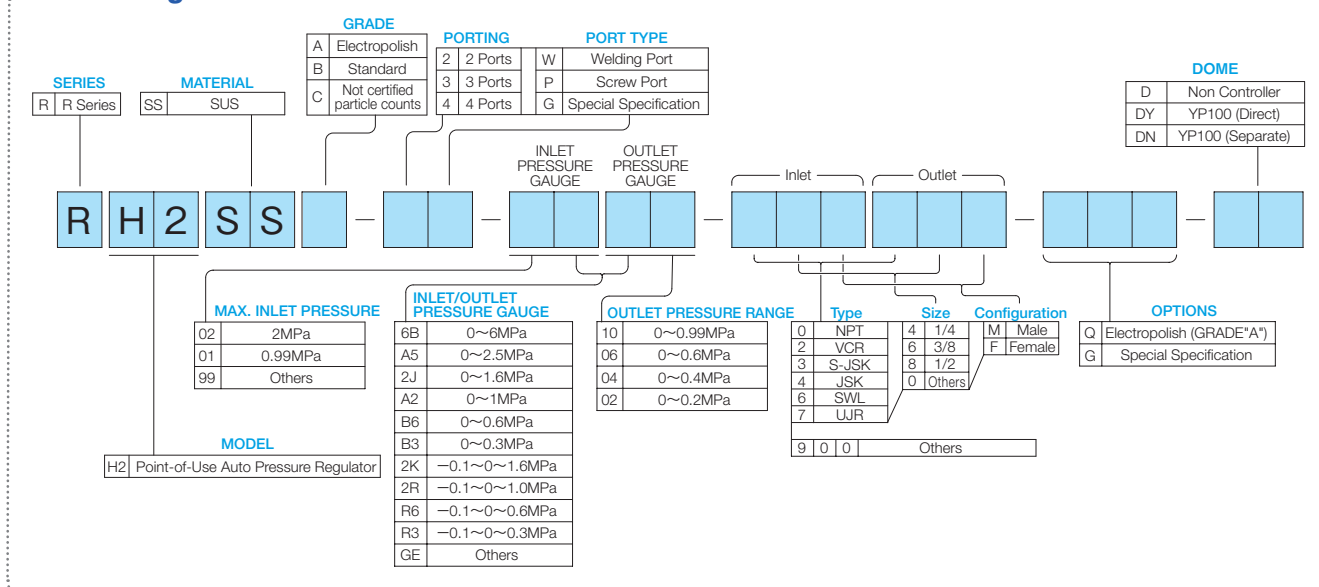 GRADE
A Electropolish
B Standard
C Not certified
particle counts
PORTING
2 2 Ports
3 3 Ports
4 4 Ports
PORT TYPE
W Welding Port
P Screw Port
G Special Specification
SERIES
R R Series
MATERIAL
SS SUS
DOME
D Non Controller
DY YP100 (Direct)
DN YP100 (Separate)
INLET
PRESSURE
GAUGE
OUTLET
PRESSURE
GAUGE
Inlet
Outlet
R H 2 S S
MAX. INLET PRESSURE
02 2MPa
01 0.99MPa
99 Others
INLET/OUTLET
PRESSURE GAUGE
6B 0〜6MPa
A5 0〜2.5MPa
2J 0〜1.6MPa
A2 0〜1MPa
B6 0〜0.6MPa
B3 0〜0.3MPa
2K －0.1〜0〜1.6MPa
2R －0.1〜0〜1.0MPa
R6 －0.1〜0〜0.6MPa
R3 －0.1〜0〜0.3MPa
GE Others
OUTLET PRESSURE RANGE
10 0〜0.99MPa
06 0〜0.6MPa
04 0〜0.4MPa
02 0〜0.2MPa
Type
0 NPT
2 VCR
3 S-JSK
4 JSK
6 SWL
7 UJR
9 0 0 Others
Size
4 1/4
6 3/8
8 1/2
0 Others
Configuration
M Male
F Female
OPTIONS
Q Electropolish (GRADE"A")
G Special Specification
MODEL
H2 Point-of-Use Auto Pressure Regulator